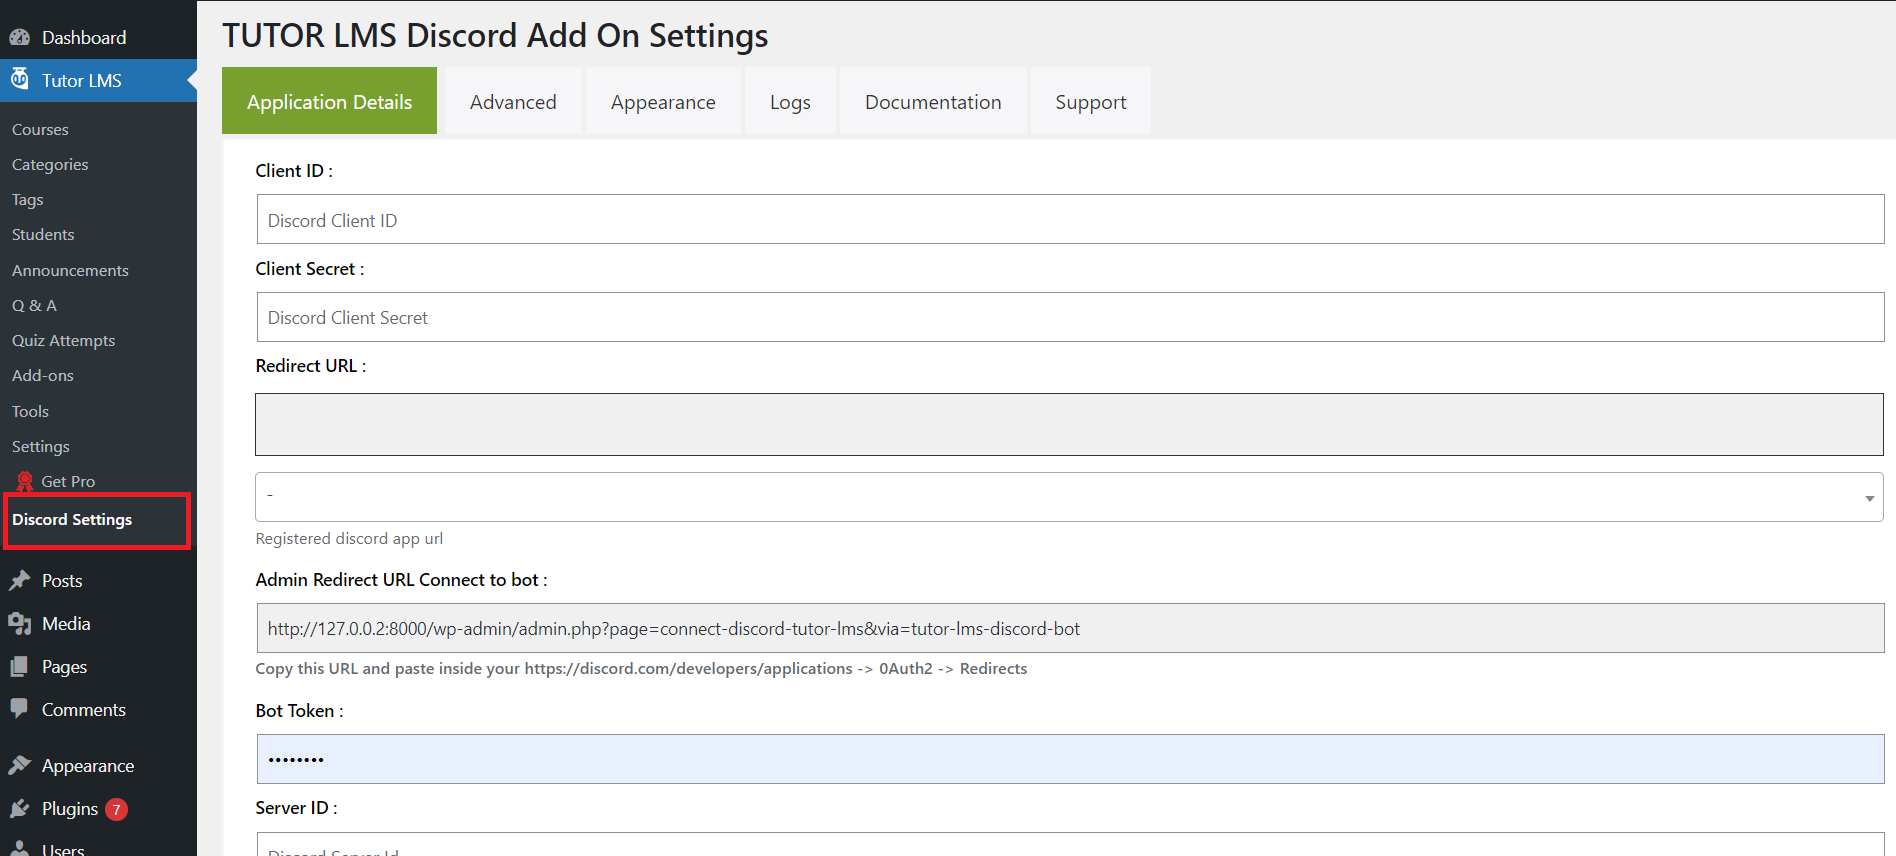 Dashboard
Tutor LMS
Courses
Categories
Tags
Students
Announcements
Q & A
Quiz Attempts
Add-ons
Tools
Settings
Get Pro
Discord Settings
Posts
Media
Pages
Comments
Appearance
Plugins 7
Users
TUTOR LMS Discord Add On Settings
Application Details Advanced Appearance Logs Documentation Support
Client ID :
Discord Client ID
Client Secret :
Discord Client Secret
Redirect URL :
-
Registered discord app url
Admin Redirect URL Connect to bot :
http://127.0.0.2:8000/wp-admin/admin.php?page=connect-discord-tutor-lms&via=tutor-lms-discord-bot
Copy this URL and paste inside your https://discord.com/developers/applications -> 0Auth2 -> Redirects
Bot Token :
••••••••
Server ID :
Discord Server Id